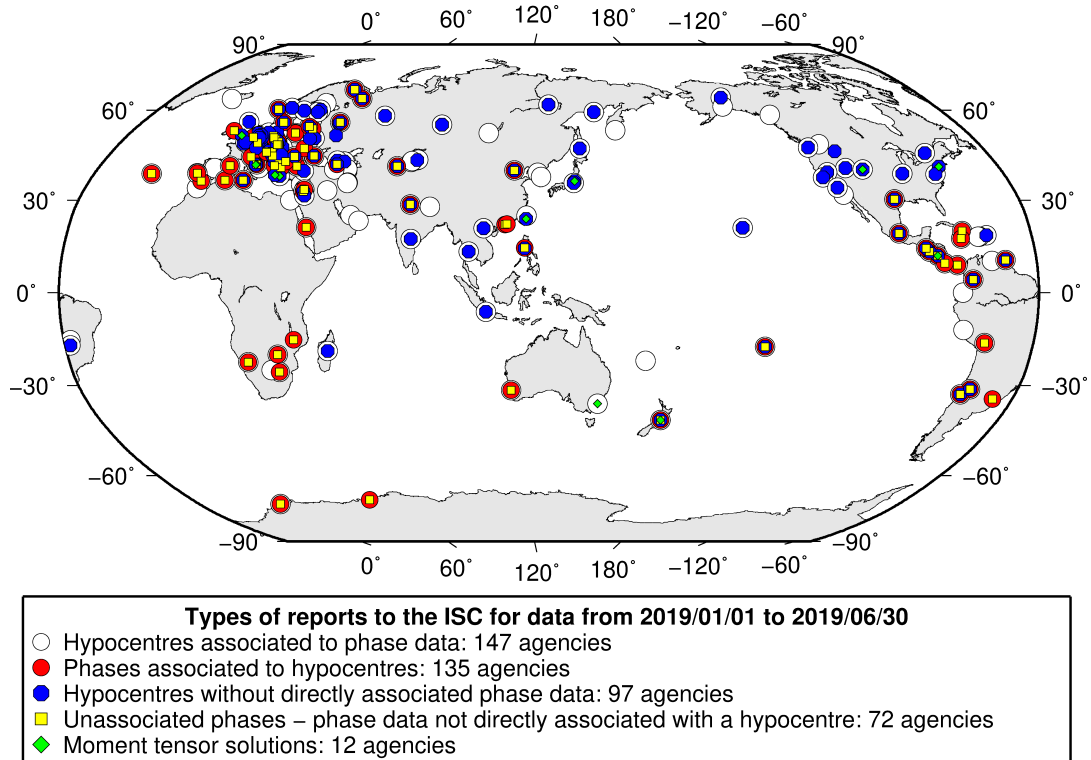 0° 60° 120° 180° −120° −60°
90° 90°
60° 60°
30° 30°
0° 0°
−30° −30°
−60° −60°
−90° −90°
0° 60° 120° 180° −120° −60°
Types of reports to the ISC for data from 2019/01/01 to 2019/06/30
Hypocentres associated to phase data: 147 agencies
Phases associated to hypocentres: 135 agencies
Hypocentres without directly associated phase data: 97 agencies
Unassociated phases − phase data not directly associated with a hypocentre: 72 agencies
Moment tensor solutions: 12 agencies